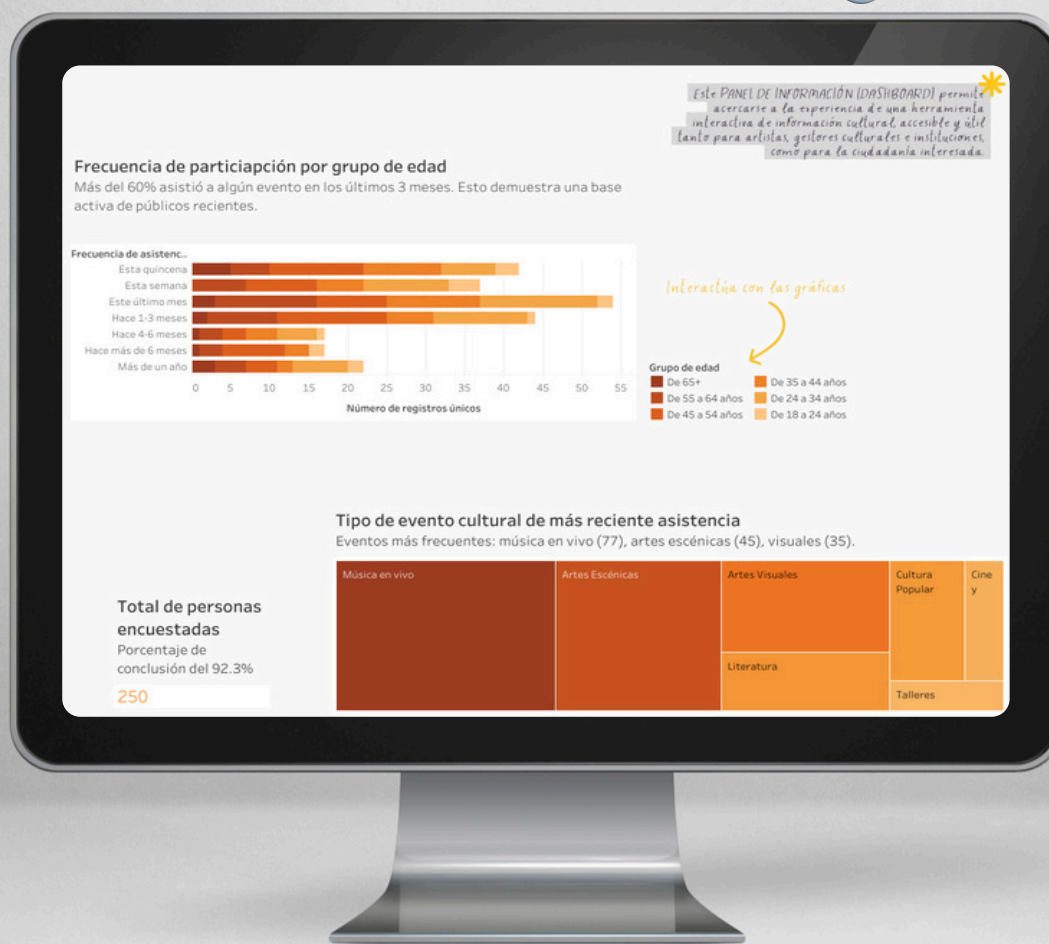 Este PANEL DE INFORMACIÓN (DASHBOARD) permite
acercarse a la experiencia de una herramienta
interactiva de información cultural, accesible y útil
tanto para artistas, gestores culturales e instituciones,
como para la ciudadanía interesada.
Frecuencia de particiapción por grupo de edad
Más del 60% asistió a algún evento en los últimos 3 meses. Esto demuestra una base
activa de públicos recientes.
Frecuencia de asistenc..
Esta quincena
Esta semana
Este último mes
Hace 1-3 meses
Hace 4-6 meses
Hace más de 6 meses
Más de un año
0 5 10 15 20 25 30 35 40 45 50 55
Número de registros únicos
Interactúa con las gráficas
Grupo de edad
De 65+ De 35 a 44 años
De 55 a 64 años De 24 a 34 años
De 45 a 54 años De 18 a 24 años
Tipo de evento cultural de más reciente asistencia
Eventos más frecuentes: música en vivo (77), artes escénicas (45), visuales (35).
Música en vivo
Artes Escénicas
Artes Visuales
Literatura
Cultura
Popular
Cine
y
Talleres
Total de personas
encuestadas
Porcentaje de
conclusión del 92.3%
250